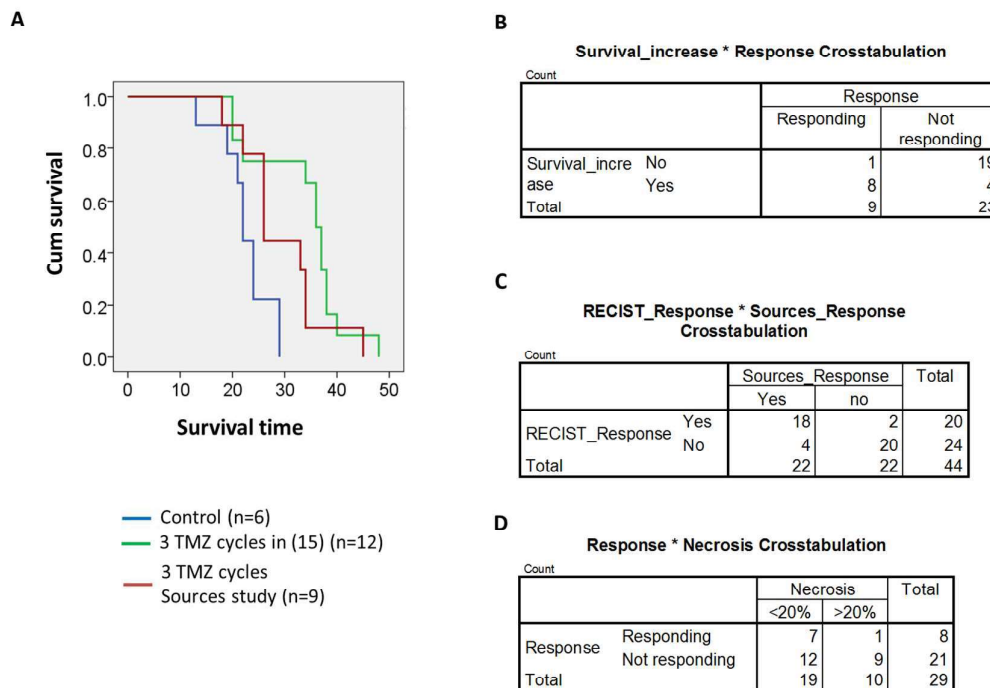 A
1.0
0.8
0.6
0.4
0.2
0.0
Cum survival
0 10 20 30 40 50
Survival time
Control (n=6)
3 TMZ cycles in (15) (n=12)
3 TMZ cycles
Sources study (n=9)
B
Survival_increase * Response Crosstabulation
Count
Response
Responding Not
responding
Survival_incre No 1 19
ase Yes 8 4
Total 9 23
C
RECIST_Response * Sources_Response
Crosstabulation
Count
Sources_Response Total
Yes no
RECIST_Response Yes 18 2 20
No 4 20 24
Total 22 22 44
D
Response * Necrosis Crosstabulation
Count
Necrosis Total
<20% >20%
Response Responding 7 1 8
Not responding 12 9 21
Total 19 10 29